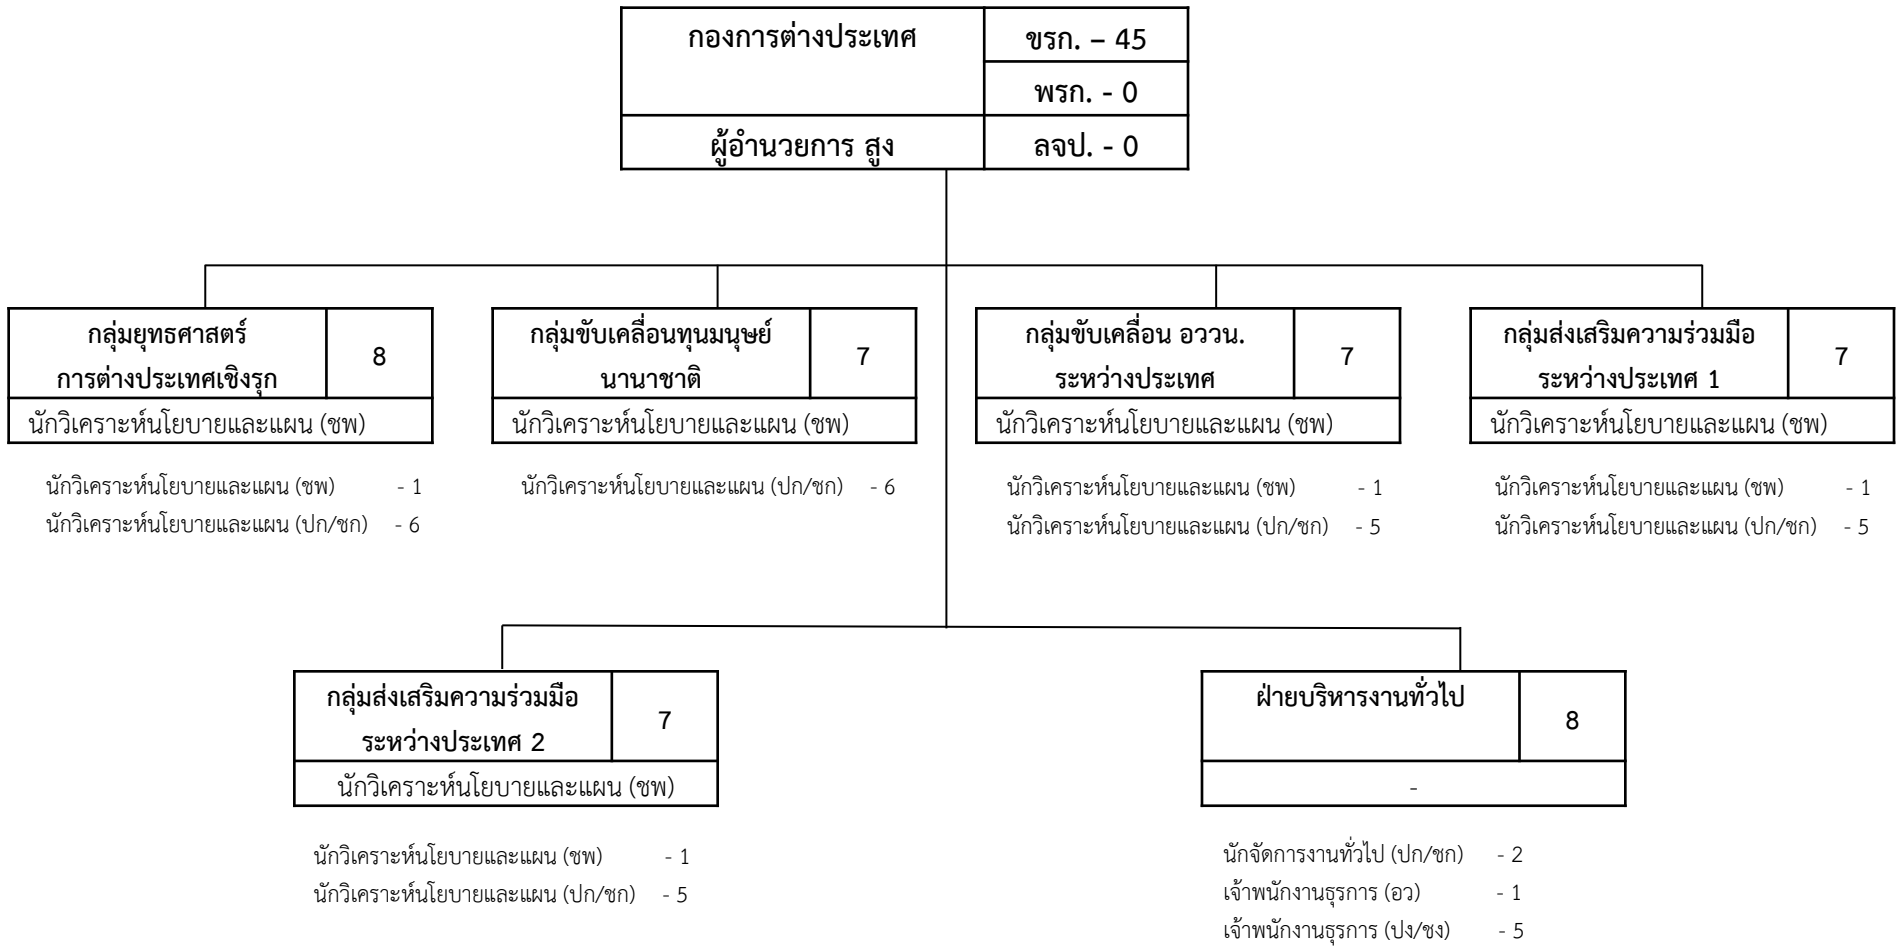 กองการต่างประเทศ
ขรก. – 45
พรก. - 0
ผู้อำนวยการ สูง
ลจป. - 0
กลุ่มยุทธศาสตร์
การต่างประเทศเชิงรุก
8
นักวิเคราะห์นโยบายและแผน (ชพ)
นักวิเคราะห์นโยบายและแผน (ชพ) - 1
นักวิเคราะห์นโยบายและแผน (ปก/ชก) - 6
กลุ่มขับเคลื่อนทุนมนุษย์
นานาชาติ
7
นักวิเคราะห์นโยบายและแผน (ชพ)
นักวิเคราะห์นโยบายและแผน (ปก/ชก) - 6
กลุ่มขับเคลื่อน อววน.
ระหว่างประเทศ
7
นักวิเคราะห์นโยบายและแผน (ชพ)
นักวิเคราะห์นโยบายและแผน (ชพ) - 1
นักวิเคราะห์นโยบายและแผน (ปก/ชก) - 5
กลุ่มส่งเสริมความร่วมมือ
ระหว่างประเทศ 1
7
นักวิเคราะห์นโยบายและแผน (ชพ)
นักวิเคราะห์นโยบายและแผน (ชพ) - 1
นักวิเคราะห์นโยบายและแผน (ปก/ชก) - 5
กลุ่มส่งเสริมความร่วมมือ
ระหว่างประเทศ 2
7
นักวิเคราะห์นโยบายและแผน (ชพ)
นักวิเคราะห์นโยบายและแผน (ชพ) - 1
นักวิเคราะห์นโยบายและแผน (ปก/ชก) - 5
ฝ่ายบริหารงานทั่วไป
8
-
นักจัดการงานทั่วไป (ปก/ชก) - 2
เจ้าพนักงานธุรการ (อว) - 1
เจ้าพนักงานธุรการ (ปง/ชง) - 5